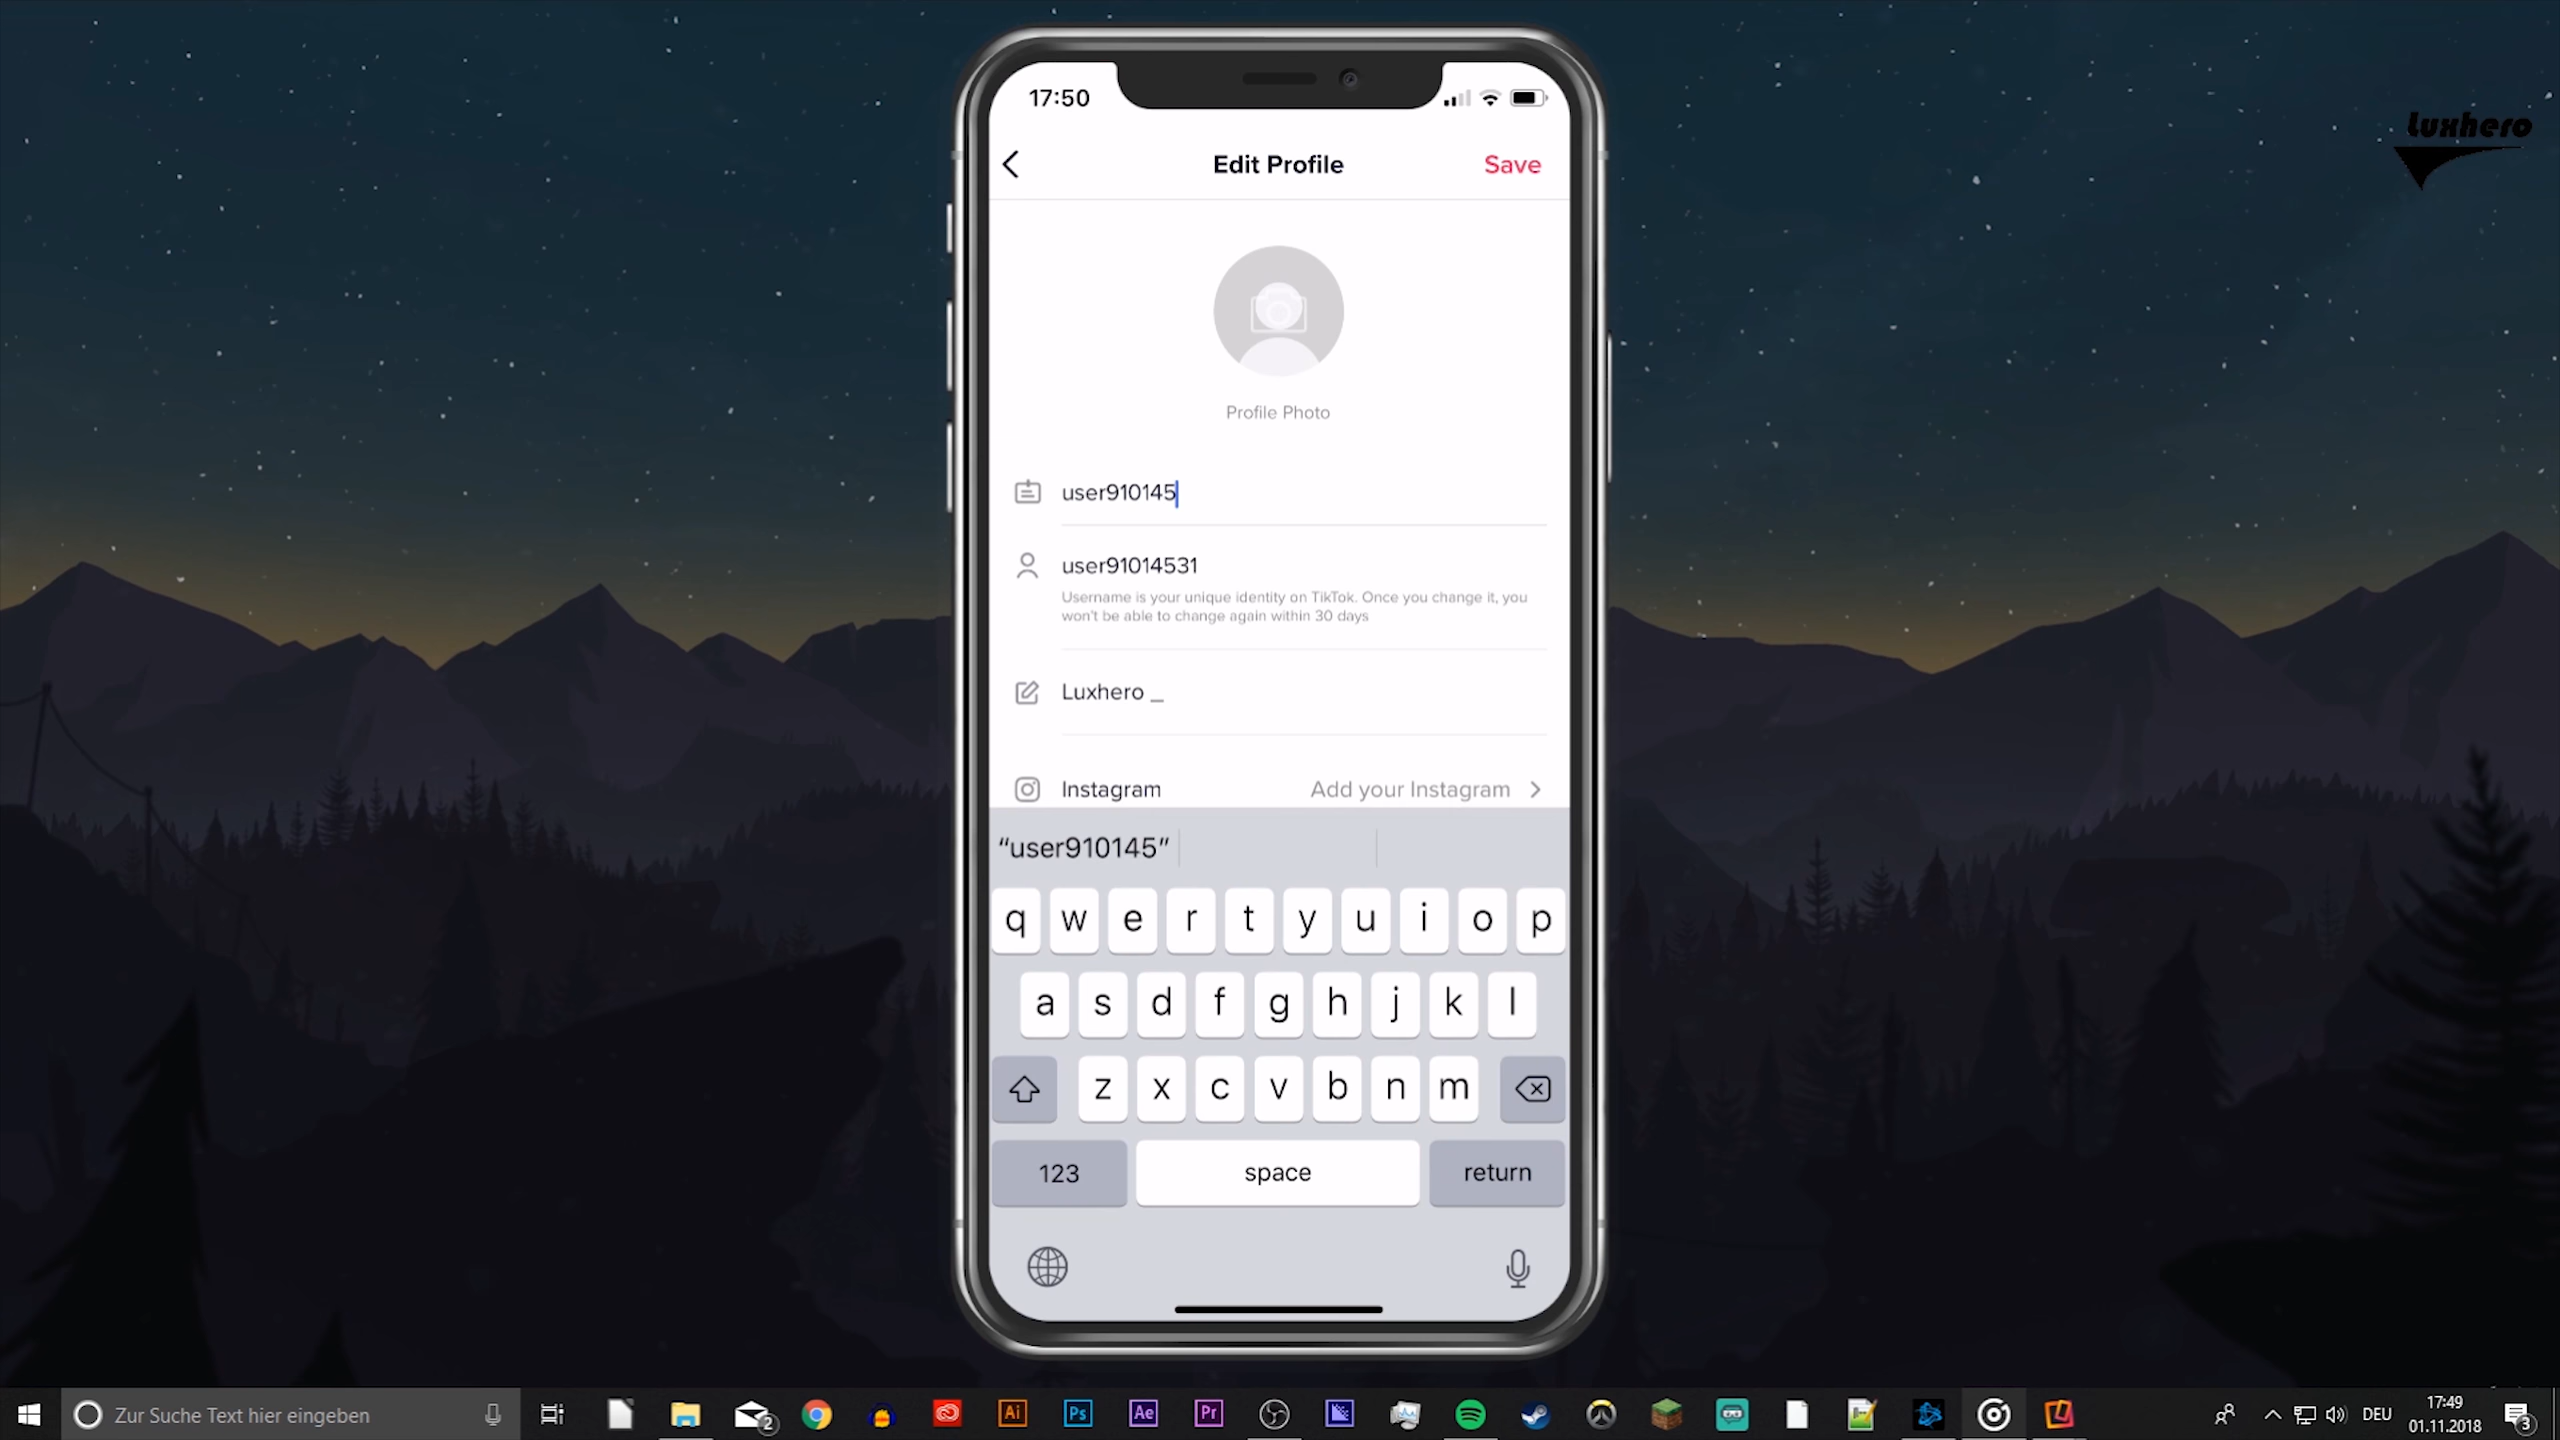 Luxhero
17:50
Edit Profile
Save
Profile Photo
user910145
user91014531
Username is your unique identity on TikTok. Once you change it, you
won't be able to change again within 30 days
Luxhero _
Instagram
Add your Instagram
“user910145”
q w e r t y u i o p
a s d f g h j k l
z x c v b n m
123
space
return
Zur Suche Text hier eingeben
2
Ai
Ps
Ae
Pr
DEU
17:49
01.11.2018
3